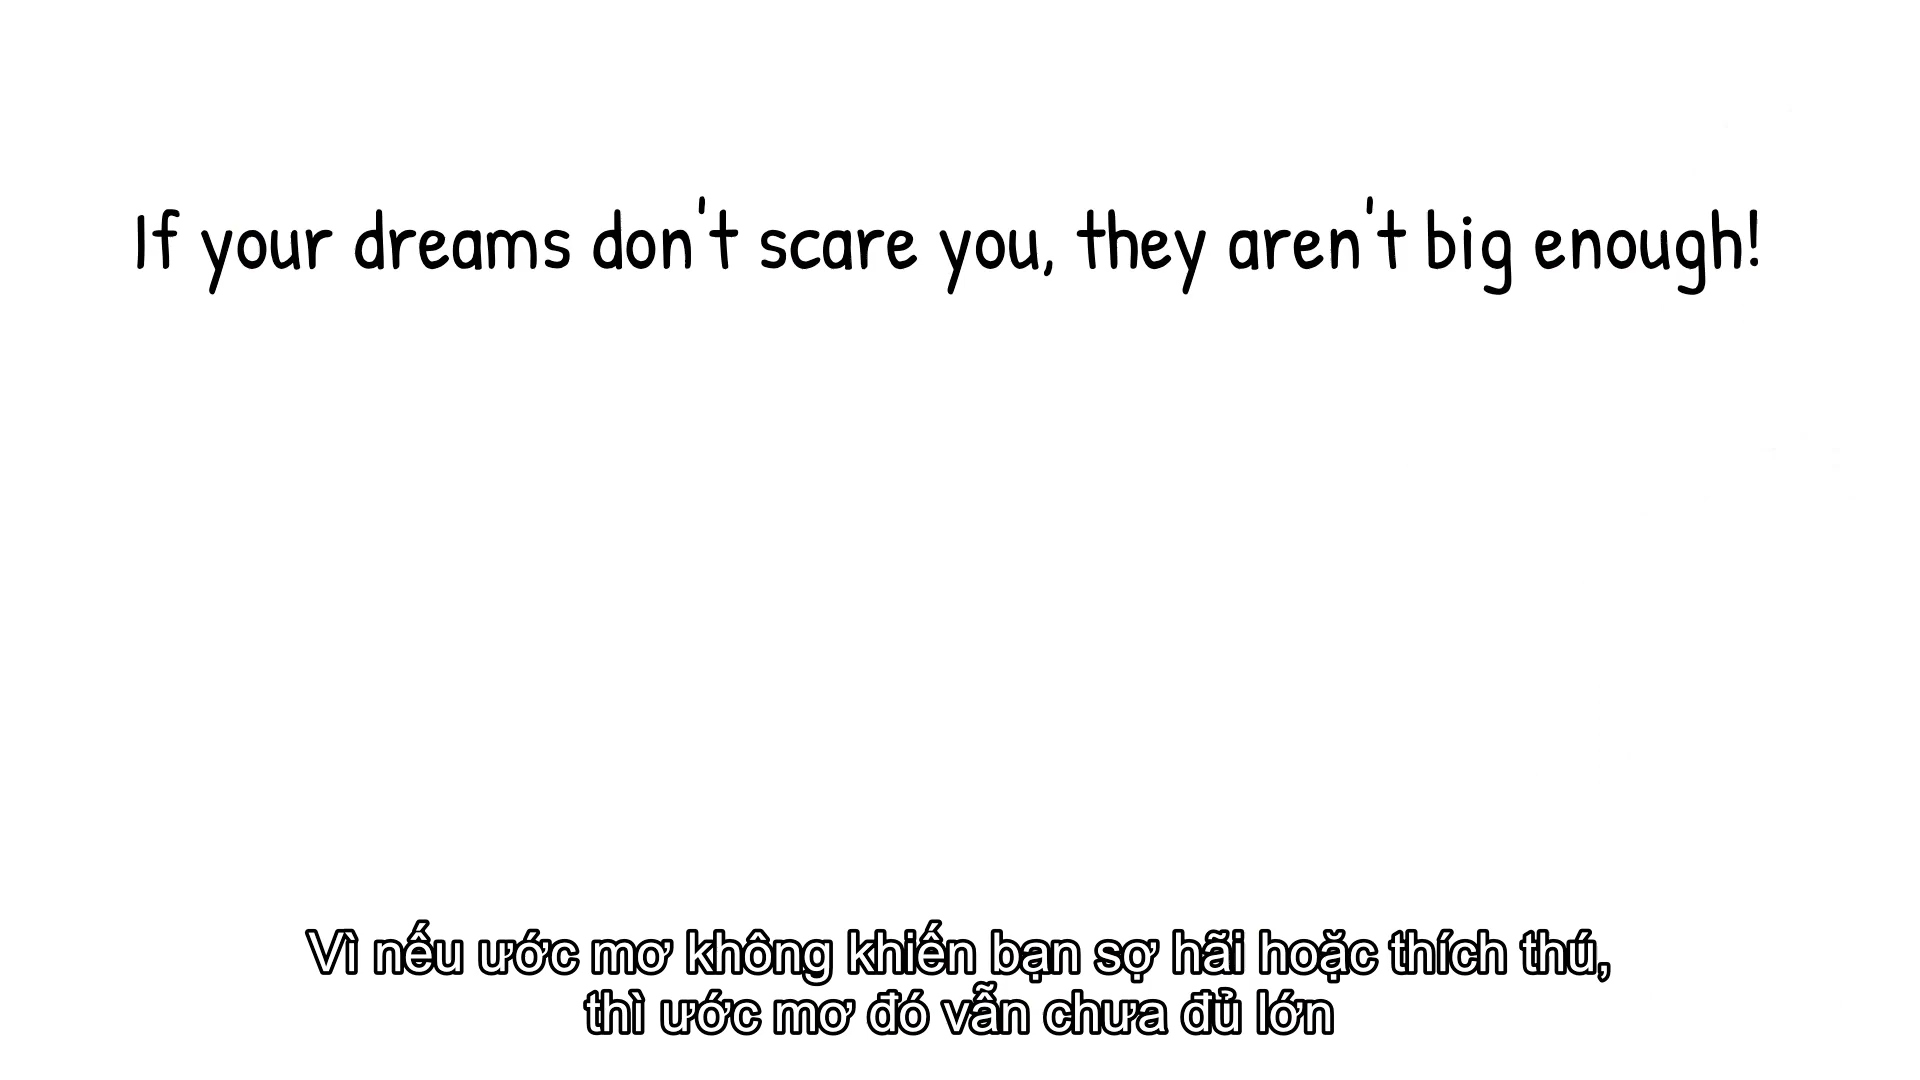 If your dreams don't scare you, they aren't big enough!
Vì nếu ước mơ không khiến bạn sợ hãi hoặc thích thú,
thì ước mơ đó vẫn chưa đủ lớn